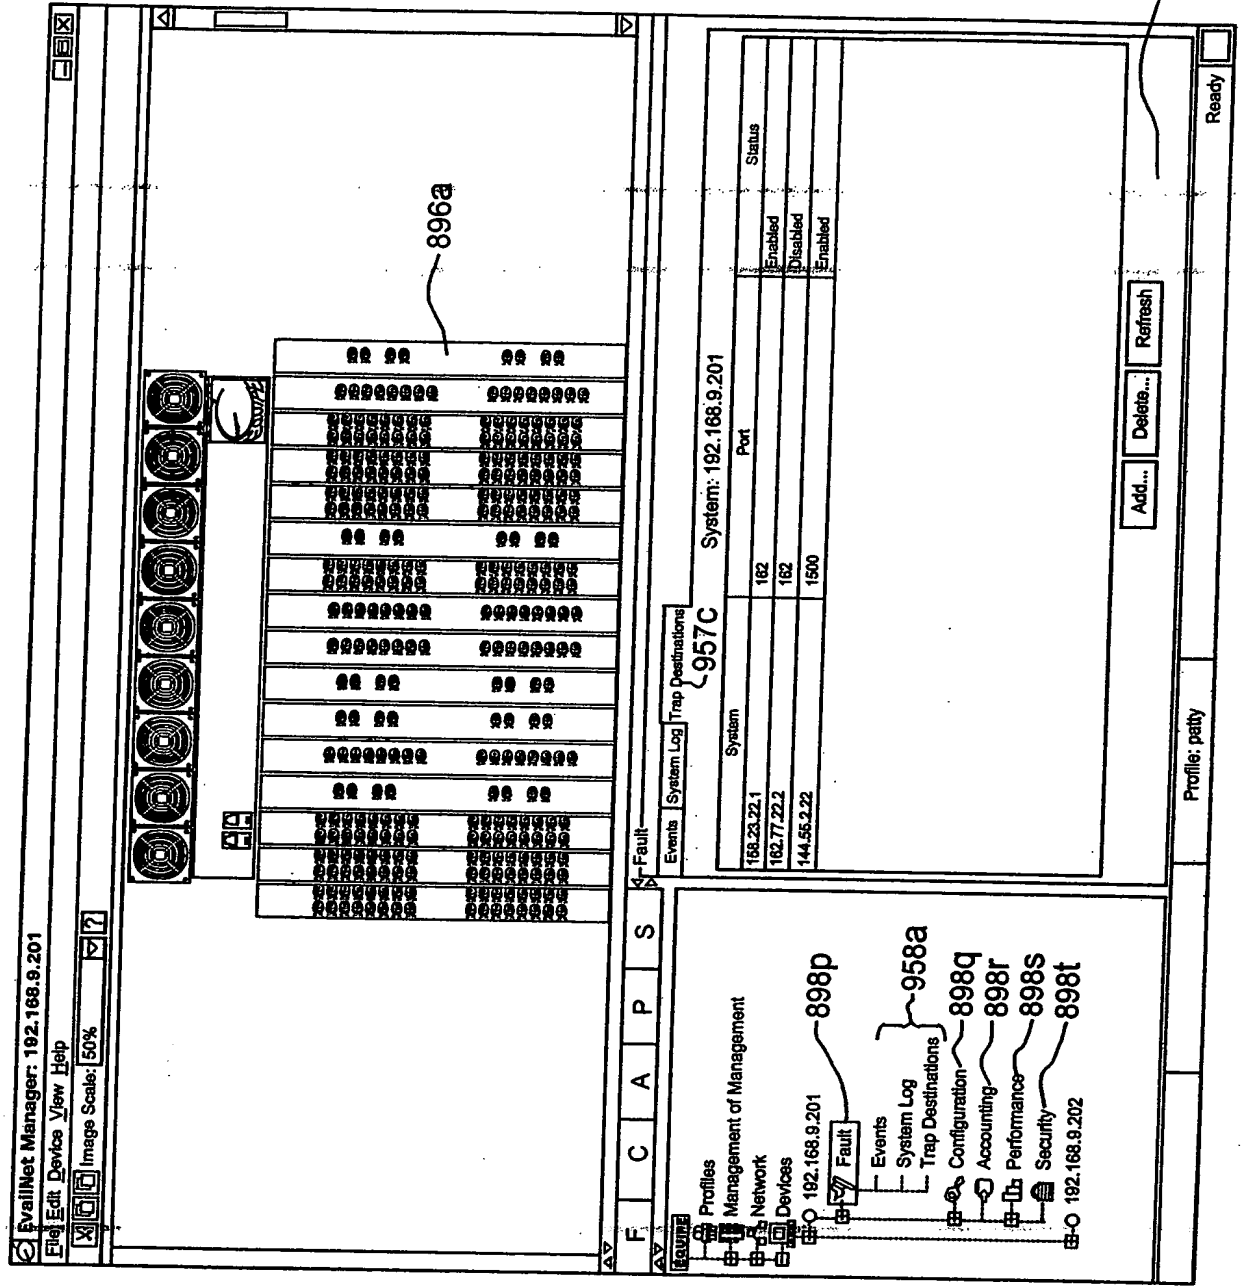 EvailNet Manager: 192.168.9.201
File Edit Device View Help
Image Scale: 50% ?
896a
F C A P S
Fault
Events System Log Trap Destinations
957C
System: 192.168.9.201
System Port Status
158.23.22.1 162 Enabled
162.77.22.2 162 Disabled
144.55.2.22 1500 Enabled
Add... Delete... Refresh
EQUIRE
Profiles
Management of Management
Network
Devices
192.168.9.201
Fault
898p
Events
System Log
Trap Destinations
958a
Configuration 898q
Accounting 898r
Performance 898s
Security 898t
192.168.9.202
Profile: patty
Ready